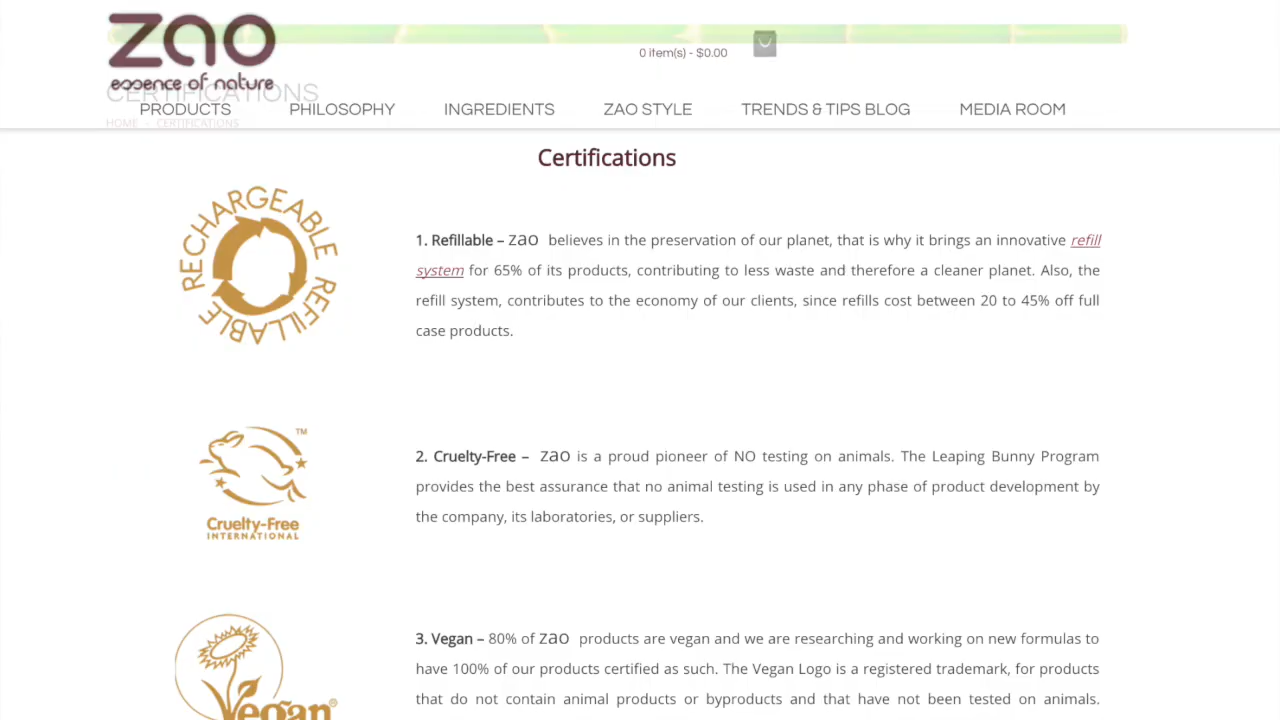 zao
essence of nature
0 item(s) - $0.00
CERTIFICATIONS
PRODUCTS PHILOSOPHY INGREDIENTS ZAO STYLE TRENDS & TIPS BLOG MEDIA ROOM
HOME - CERTIFICATIONS
Certifications
RECHARGEABLE REFILLABLE
1. Refillable – zao believes in the preservation of our planet, that is why it brings an innovative refill
system for 65% of its products, contributing to less waste and therefore a cleaner planet. Also, the
refill system, contributes to the economy of our clients, since refills cost between 20 to 45% off full
case products.
TM
Cruelty-Free
INTERNATIONAL
2. Cruelty-Free – zao is a proud pioneer of NO testing on animals. The Leaping Bunny Program
provides the best assurance that no animal testing is used in any phase of product development by
the company, its laboratories, or suppliers.
Vegan®
3. Vegan – 80% of zao products are vegan and we are researching and working on new formulas to
have 100% of our products certified as such. The Vegan Logo is a registered trademark, for products
that do not contain animal products or byproducts and that have not been tested on animals.